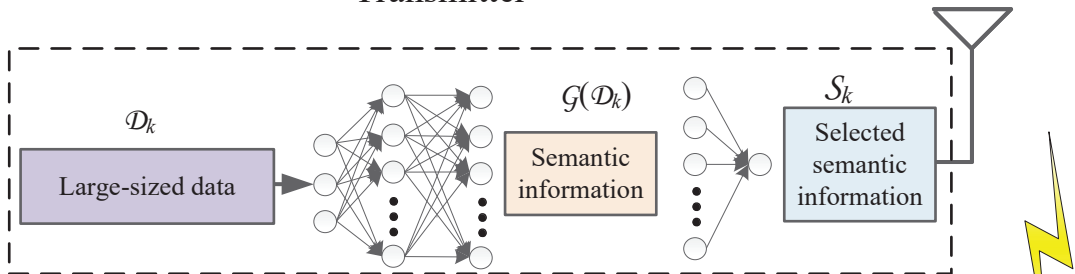 Transmitter
𝒟ₖ
𝒢(𝒟ₖ)
𝒮ₖ
Large-sized data
Semantic
information
Selected
semantic
information